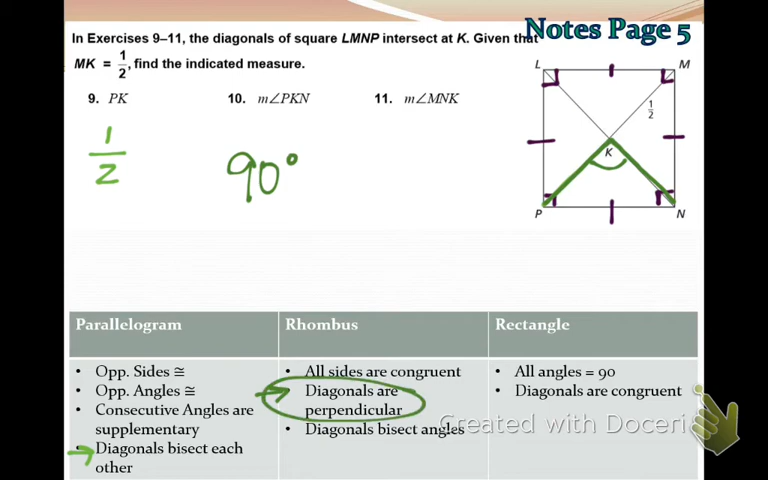 Notes Page 5
In Exercises 9–11, the diagonals of square LMNP intersect at K. Given that
MK = 1/2, find the indicated measure.
9. PK
10. m∠PKN
11. m∠MNK
1/2
90°
L
M
1/2
K
P
N
Parallelogram
• Opp. Sides ≅
• Opp. Angles ≅
• Consecutive Angles are
supplementary
• Diagonals bisect each
other
Rhombus
• All sides are congruent
• Diagonals are
perpendicular
• Diagonals bisect angles
Rectangle
• All angles = 90
• Diagonals are congruent
Created with Doceri